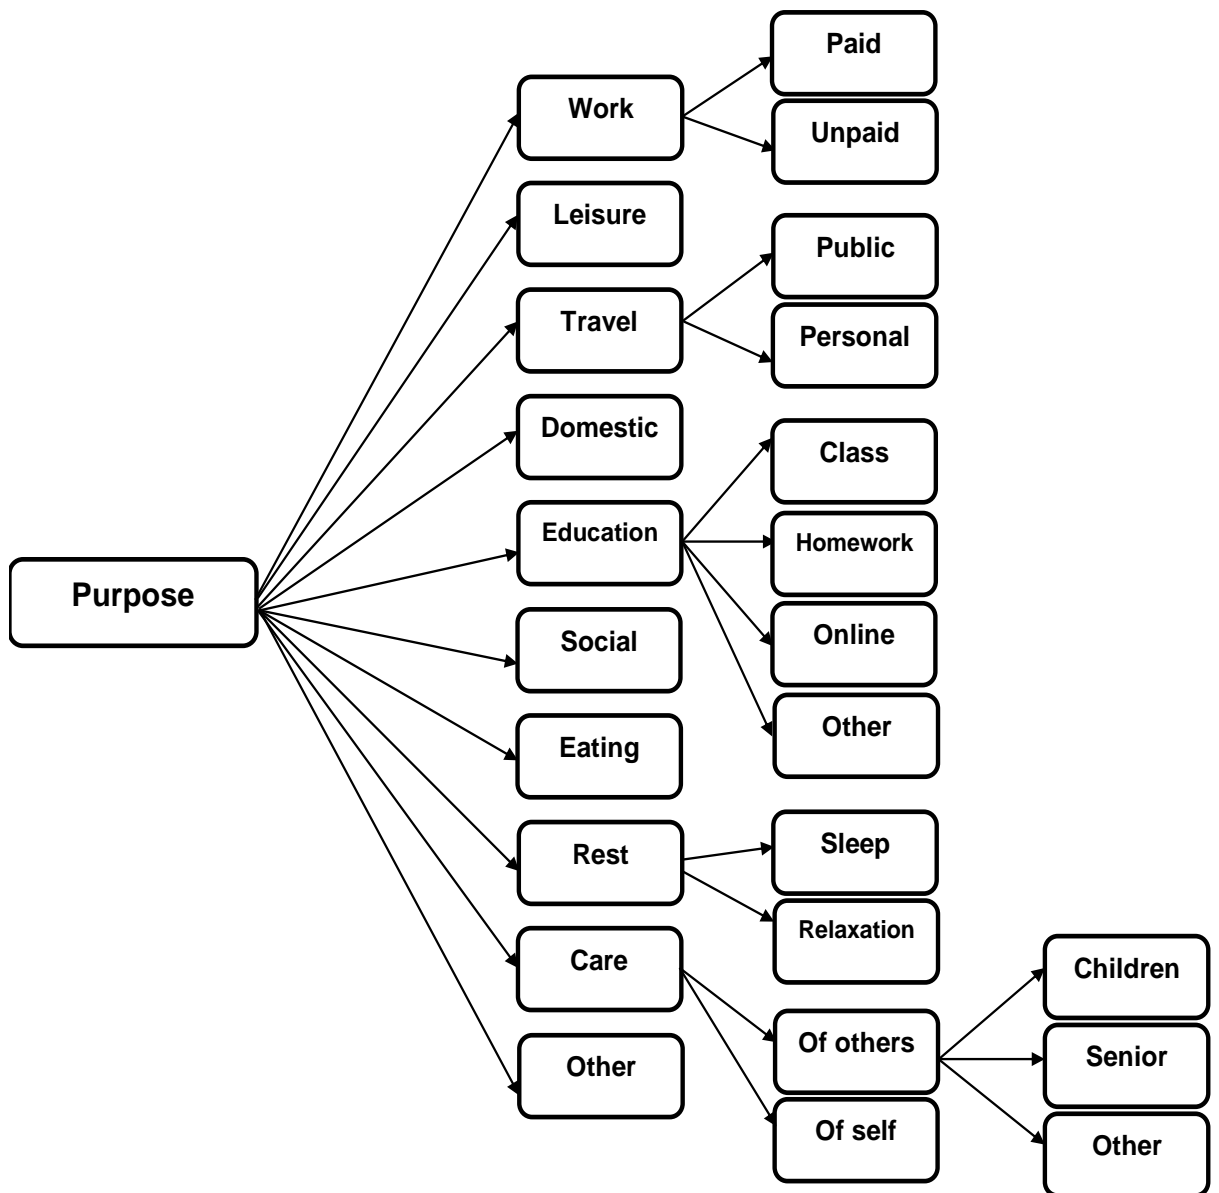 Purpose
Work
Leisure
Travel
Domestic
Education
Social
Eating
Rest
Care
Other
Paid
Unpaid
Public
Personal
Class
Homework
Online
Other
Sleep
Relaxation
Of others
Of self
Children
Senior
Other